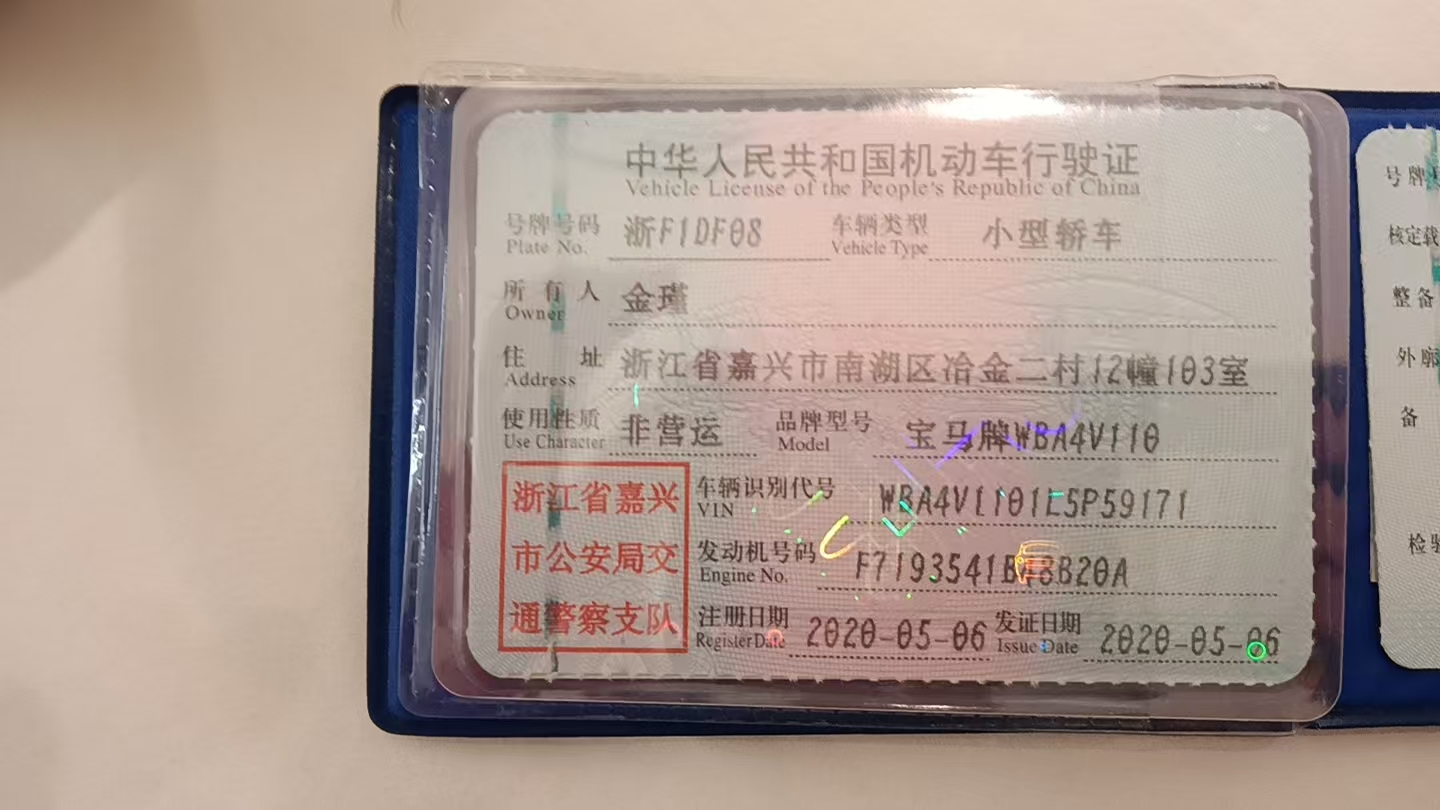 中华人民共和国机动车行驶证
Vehicle License of the People's Republic of China
号牌号码 浙F1DF08 车辆类型 小型轿车
Plate No. Vehicle Type
所有人 金瑾
Owner
住址 浙江省嘉兴市南湖区冶金二村12幢103室
Address
使用性质 非营运 品牌型号 宝马牌WBA4V110
Use Character Model
浙江省嘉兴
市公安局交
通警察支队
车辆识别代号 WBA4V1101L5P59171
VIN
发动机号码 F7193541B48B20A
Engine No.
注册日期 2020-05-06 发证日期 2020-05-06
Register Date Issue Date
号牌
核定载
整备
外廓
备
检验